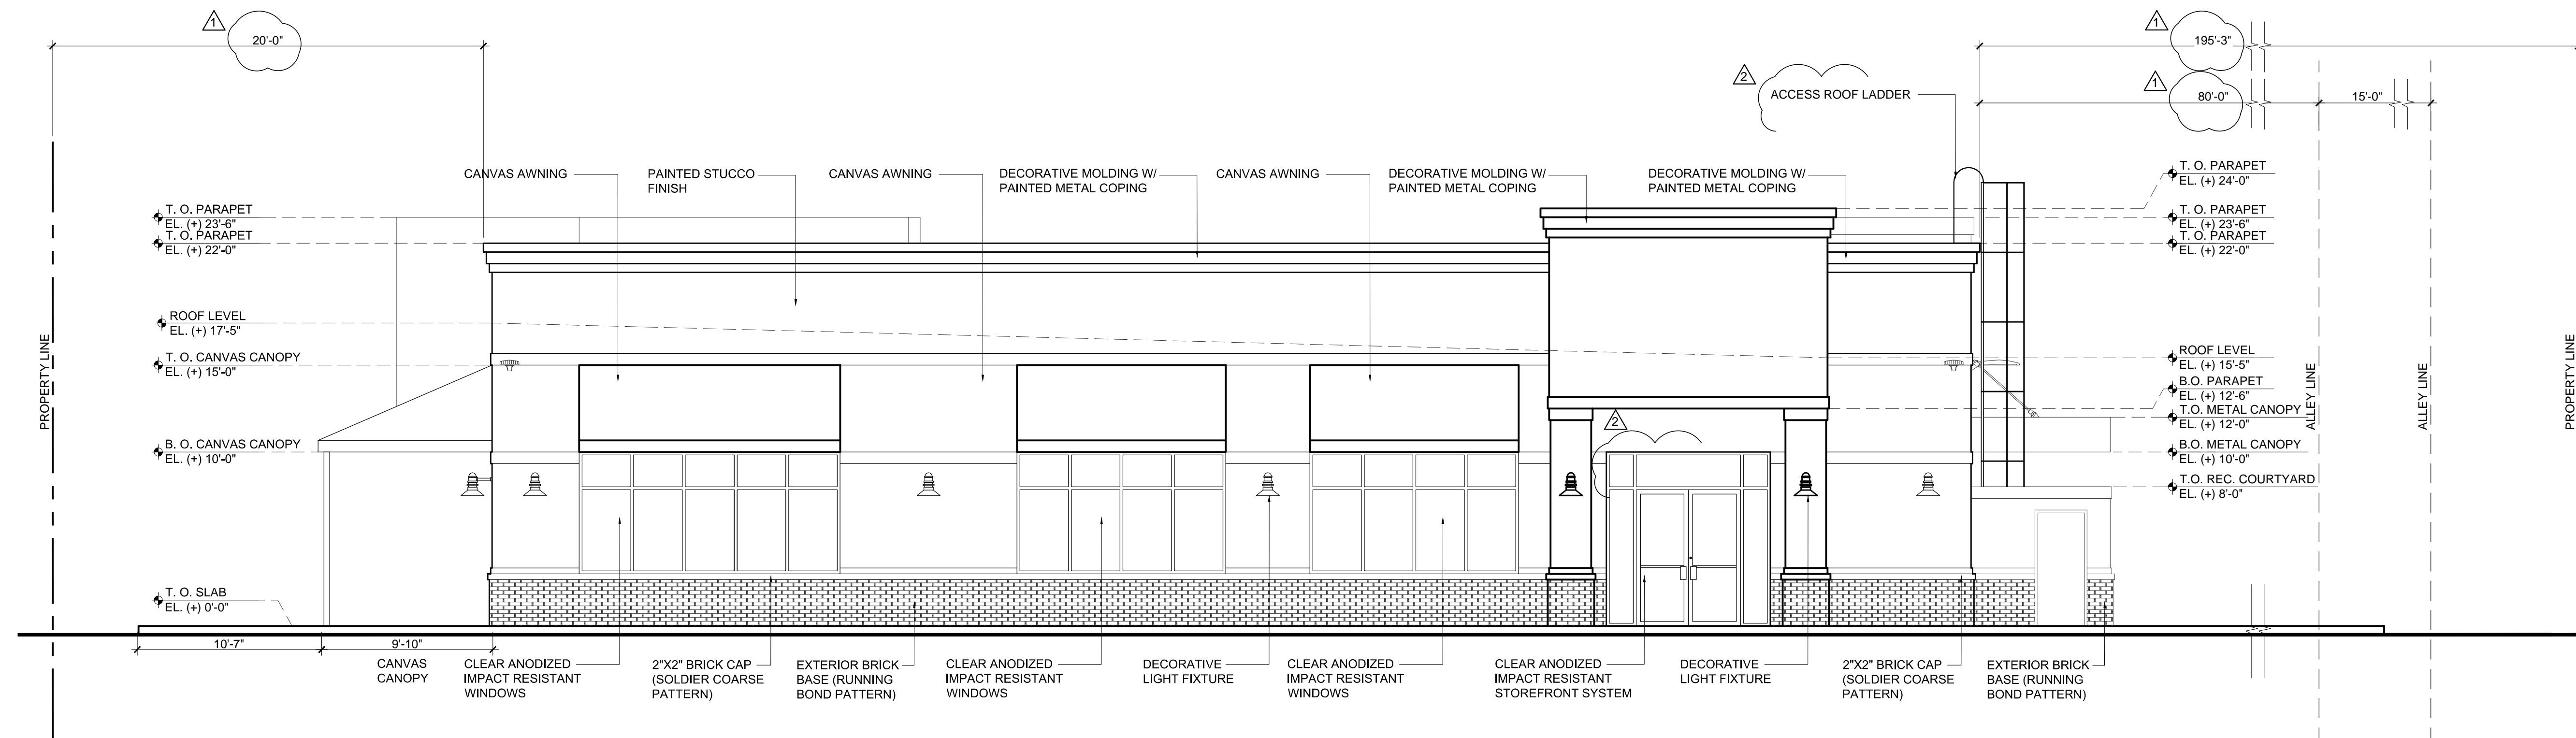 1
20'-0"
1
195'-3"
1
80'-0"
15'-0"
2
ACCESS ROOF LADDER
CANVAS AWNING
PAINTED STUCCO
FINISH
CANVAS AWNING
DECORATIVE MOLDING W/
PAINTED METAL COPING
CANVAS AWNING
DECORATIVE MOLDING W/
PAINTED METAL COPING
DECORATIVE MOLDING W/
PAINTED METAL COPING
T. O. PARAPET
EL. (+) 23'-6"
T. O. PARAPET
EL. (+) 22'-0"
ROOF LEVEL
EL. (+) 17'-5"
T. O. CANVAS CANOPY
EL. (+) 15'-0"
B. O. CANVAS CANOPY
EL. (+) 10'-0"
T. O. SLAB
EL. (+) 0'-0"
PROPERTY LINE
T. O. PARAPET
EL. (+) 24'-0"
T. O. PARAPET
EL. (+) 23'-6"
T. O. PARAPET
EL. (+) 22'-0"
ROOF LEVEL
EL. (+) 15'-5"
B.O. PARAPET
EL. (+) 12'-6"
T.O. METAL CANOPY
EL. (+) 12'-0"
B.O. METAL CANOPY
EL. (+) 10'-0"
T.O. REC. COURTYARD
EL. (+) 8'-0"
ALLEY LINE
ALLEY LINE
PROPERTY LINE
2
10'-7"
9'-10"
CANVAS
CANOPY
CLEAR ANODIZED
IMPACT RESISTANT
WINDOWS
2"X2" BRICK CAP
(SOLDIER COARSE
PATTERN)
EXTERIOR BRICK
BASE (RUNNING
BOND PATTERN)
CLEAR ANODIZED
IMPACT RESISTANT
WINDOWS
DECORATIVE
LIGHT FIXTURE
CLEAR ANODIZED
IMPACT RESISTANT
WINDOWS
CLEAR ANODIZED
IMPACT RESISTANT
STOREFRONT SYSTEM
DECORATIVE
LIGHT FIXTURE
2"X2" BRICK CAP
(SOLDIER COARSE
PATTERN)
EXTERIOR BRICK
BASE (RUNNING
BOND PATTERN)